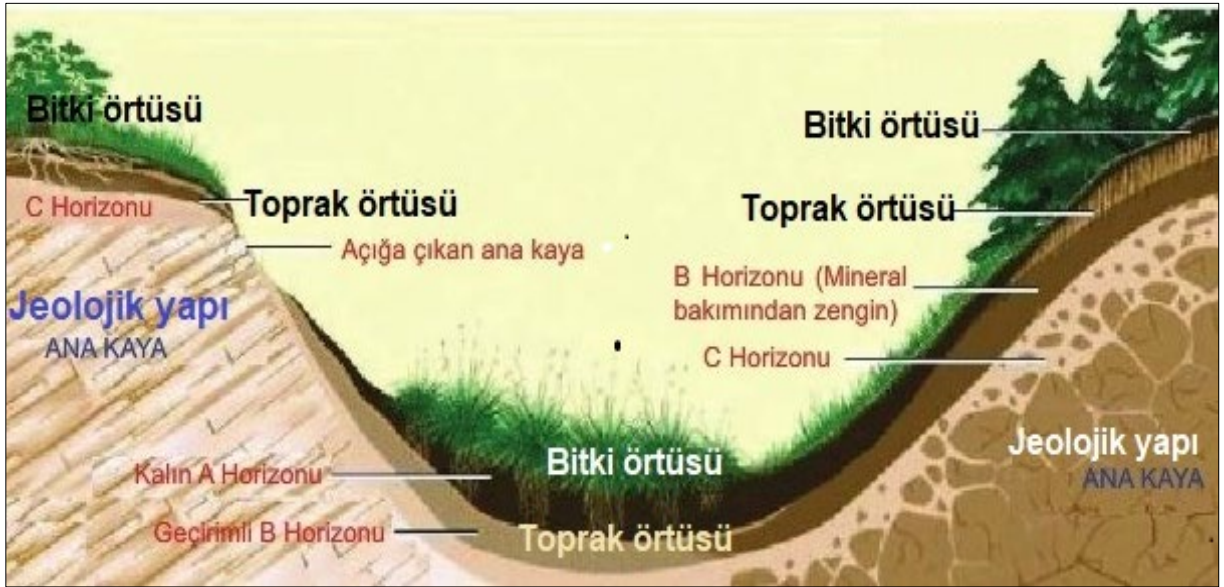 Bitki örtüsü
C Horizonu
Toprak örtüsü
Açığa çıkan ana kaya
Jeolojik yapı
ANA KAYA
Kalın A Horizonu
Geçirimli B Horizonu
Bitki örtüsü
Toprak örtüsü
Bitki örtüsü
Toprak örtüsü
B Horizonu (Mineral
bakımından zengin)
C Horizonu
Jeolojik yapı
ANA KAYA